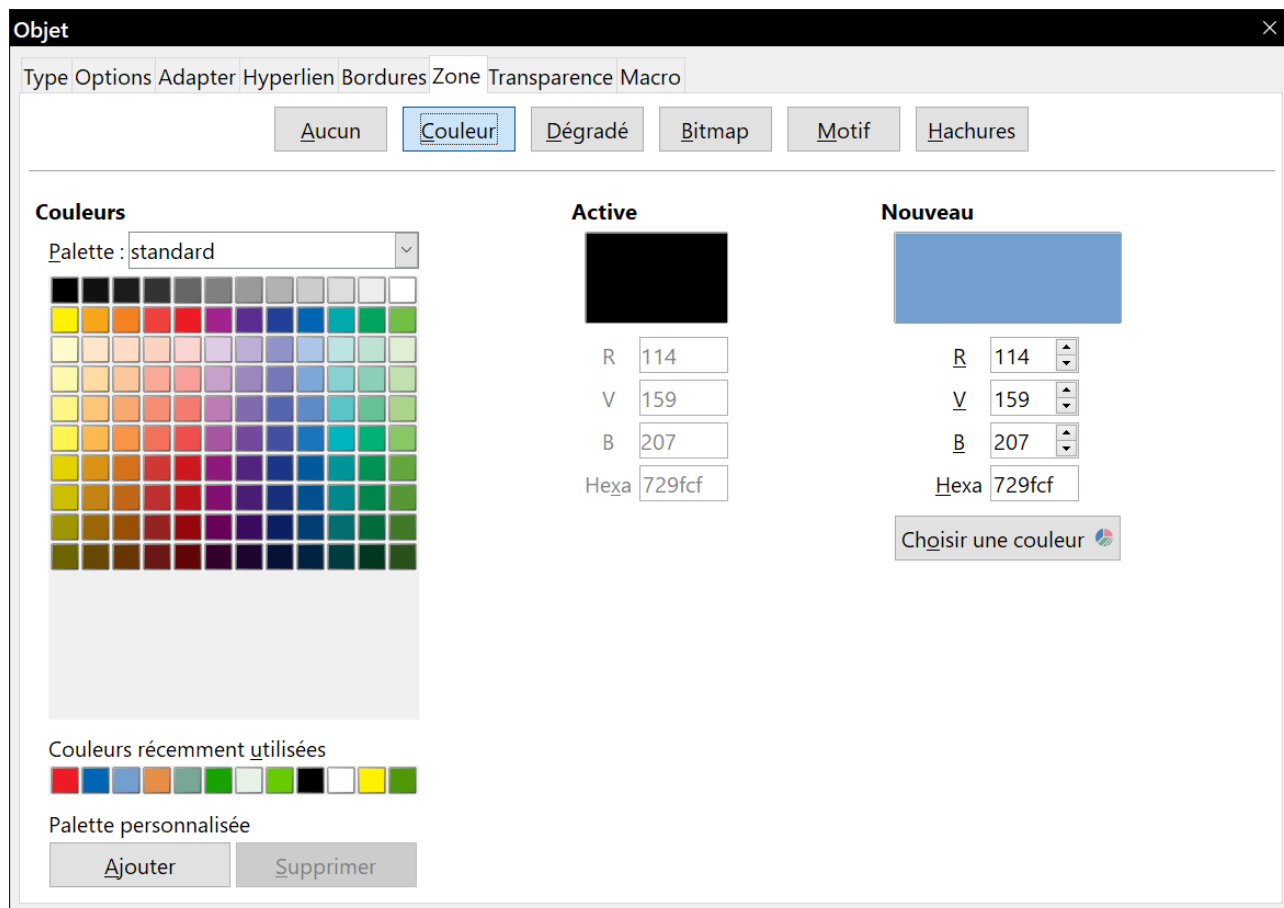 Objet
Type Options Adapter Hyperlien Bordures Zone Transparence Macro
Aucun Couleur Dégradé Bitmap Motif Hachures
Couleurs Active Nouveau
Palette : standard
R 114 R 114
V 159 V 159
B 207 B 207
Hexa 729fcf Hexa 729fcf
Choisir une couleur
Couleurs récemment utilisées
Palette personnalisée
Ajouter Supprimer